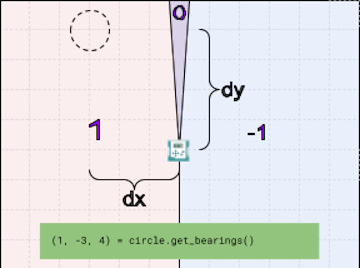 0
dy
1
-1
dx
(1, -3, 4) = circle.get_bearings()